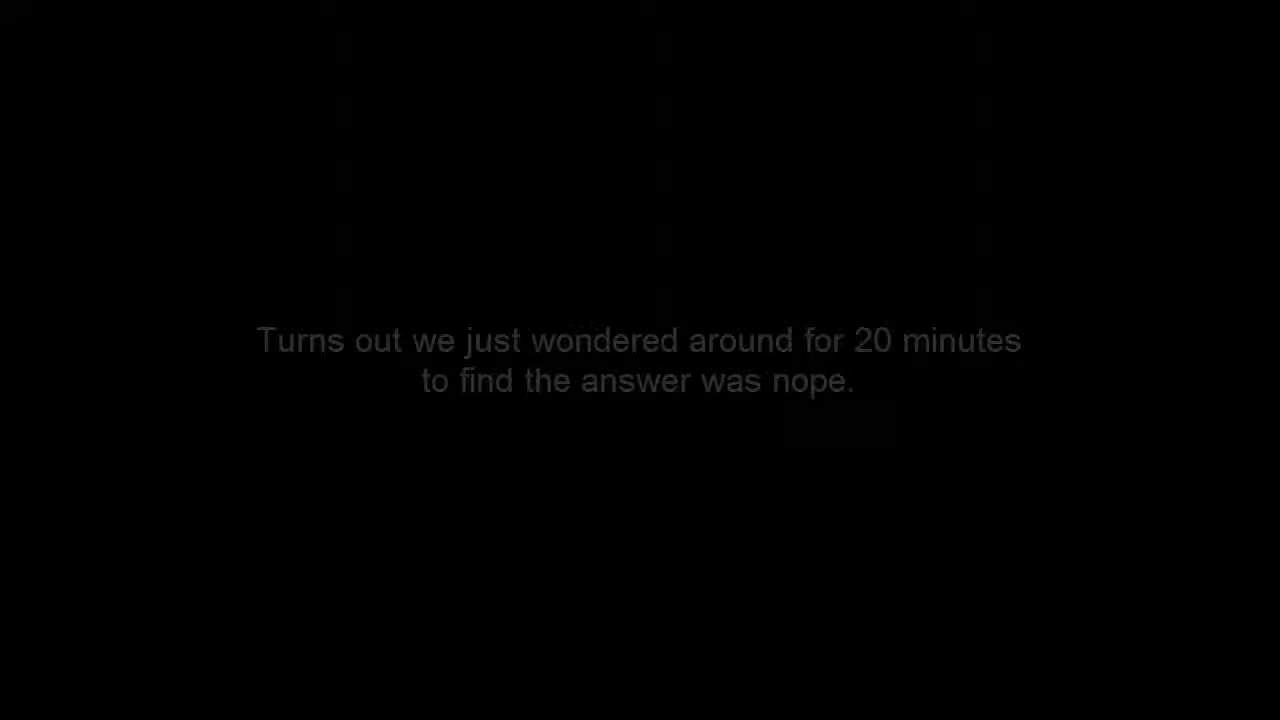 Turns out we just wondered around for 20 minutes
to find the answer was nope.